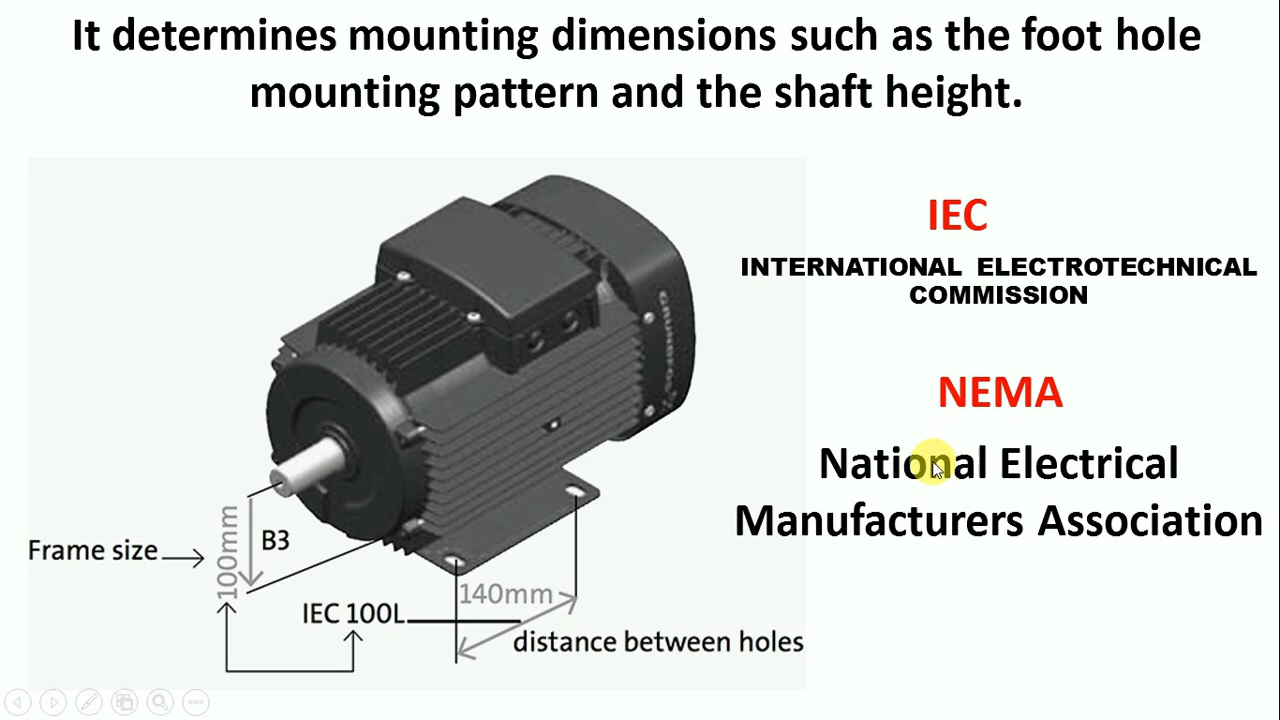 It determines mounting dimensions such as the foot hole
mounting pattern and the shaft height.
IEC
INTERNATIONAL ELECTROTECHNICAL
COMMISSION
NEMA
National Electrical
Manufacturers Association
GRUNDFOS
Frame size
100mm
B3
140mm
IEC 100L
distance between holes